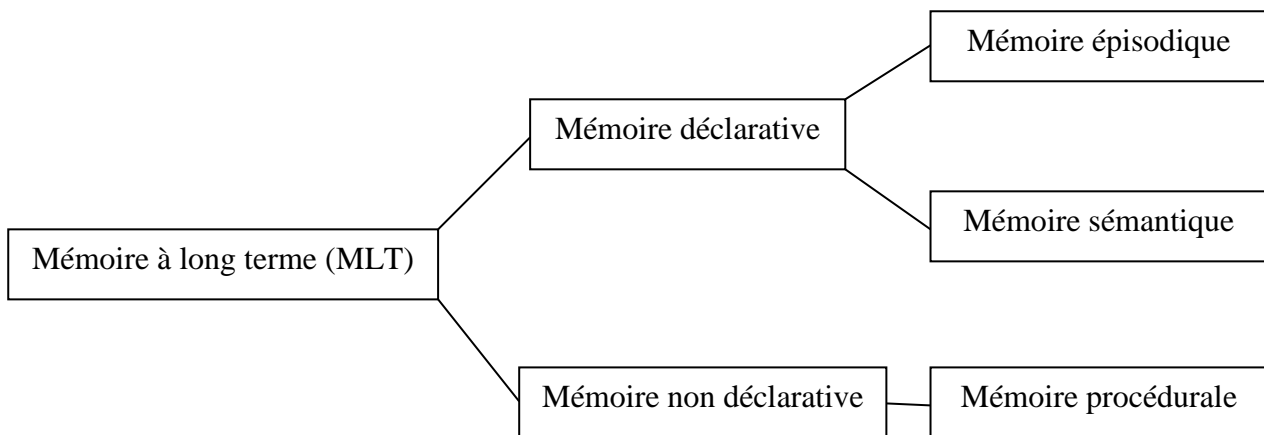 Mémoire épisodique
Mémoire déclarative
Mémoire sémantique
Mémoire à long terme (MLT)
Mémoire non déclarative
Mémoire procédurale